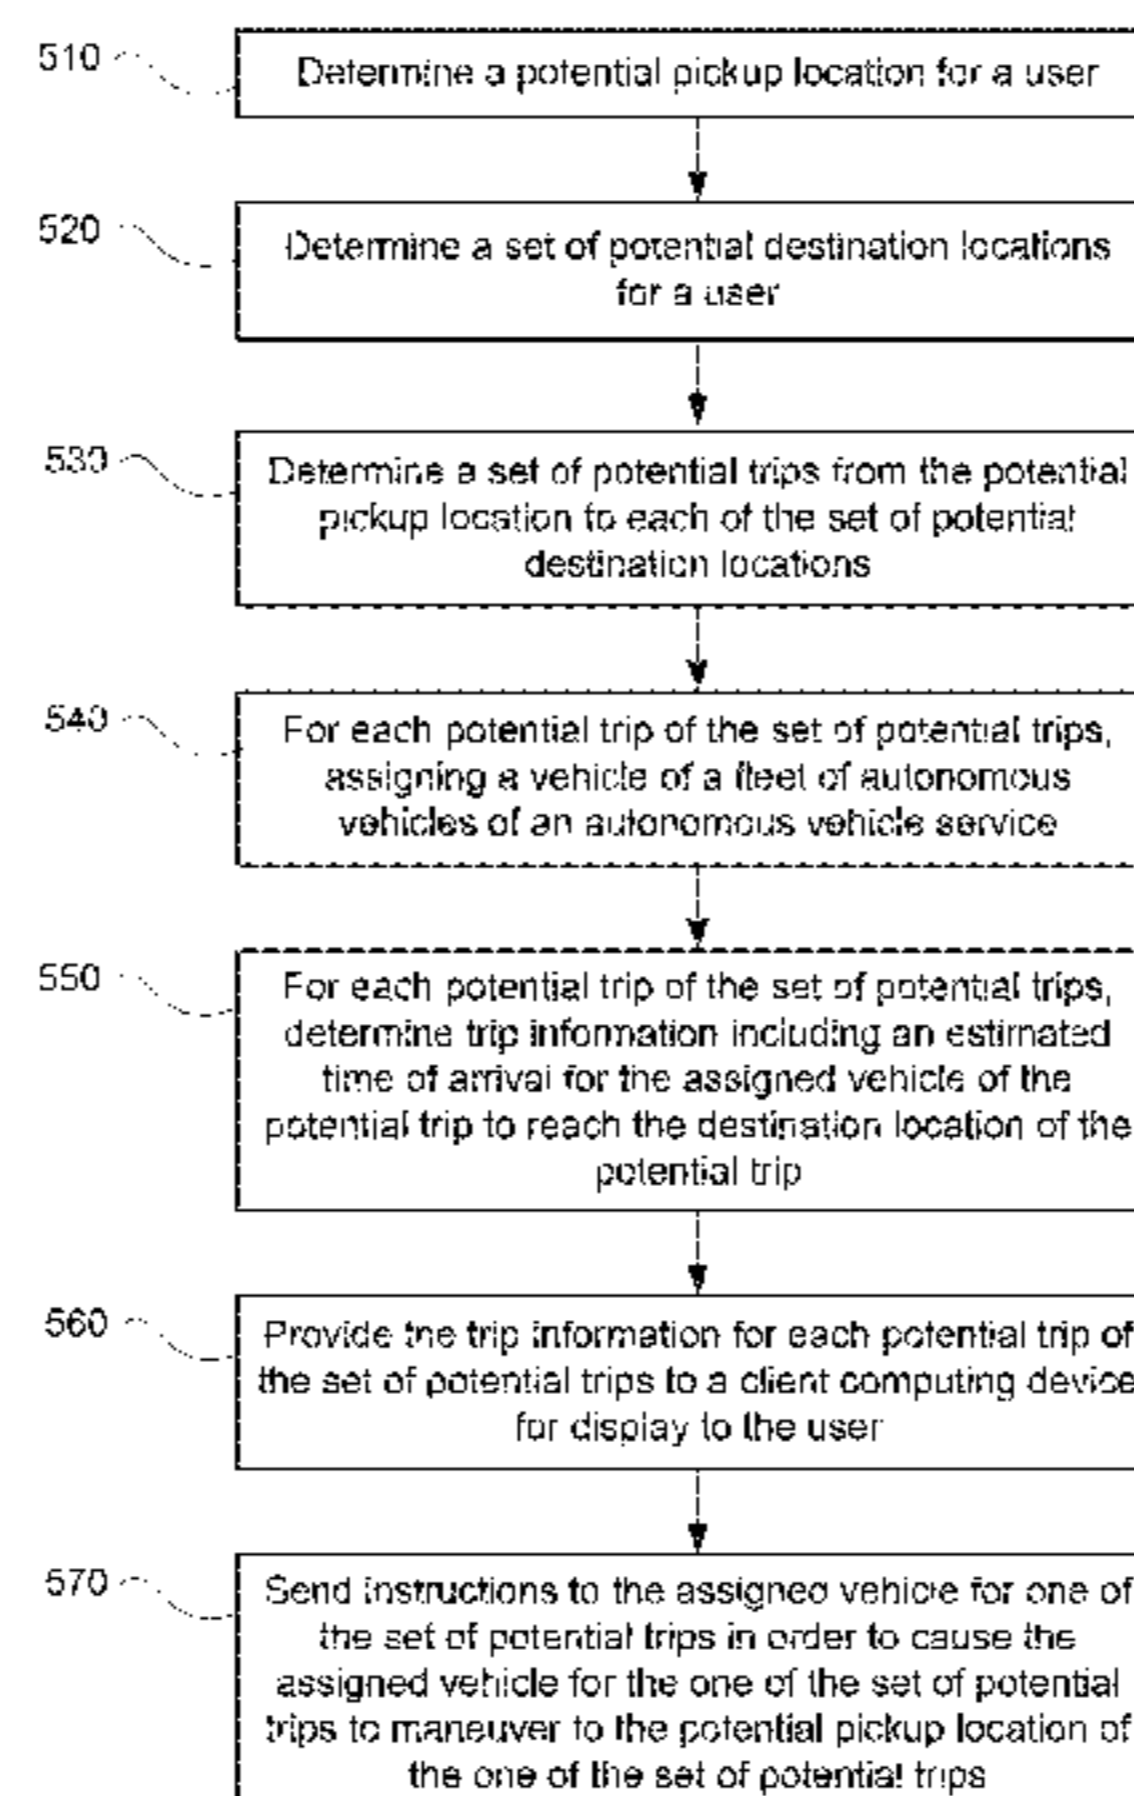 510
Determine a potential pickup location for a user
520
Determine a set of potential destination locations
for a user
530
Determine a set of potential trips from the potential
pickup location to each of the set of potential
destination locations
540
For each potential trip of the set of potential trips,
assigning a vehicle of a fleet of autonomous
vehicles of an autonomous vehicle service
550
For each potential trip of the set of potential trips,
determine trip information including an estimated
time of arrival for the assigned vehicle of the
potential trip to reach the destination location of the
potential trip
560
Provide the trip information for each potential trip of
the set of potential trips to a client computing device
for display to the user
570
Send instructions to the assigned vehicle for one of
the set of potential trips in order to cause the
assigned vehicle for the one of the set of potential
trips to maneuver to the potential pickup location of
the one of the set of potential trips